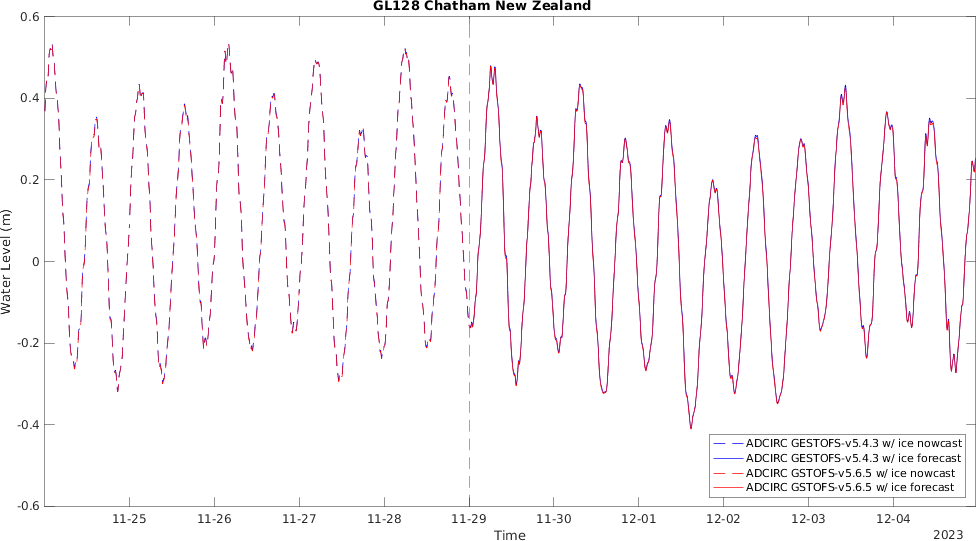 GL128 Chatham New Zealand
Water Level (m)
0.6
0.4
0.2
0
-0.2
-0.4
-0.6
ADCIRC GESTOFS-v5.4.3 w/ ice nowcast
ADCIRC GESTOFS-v5.4.3 w/ ice forecast
ADCIRC GSTOFS-v5.6.5 w/ ice nowcast
ADCIRC GSTOFS-v5.6.5 w/ ice forecast
11-25 11-26 11-27 11-28 11-29 11-30 12-01 12-02 12-03 12-04
Time
2023